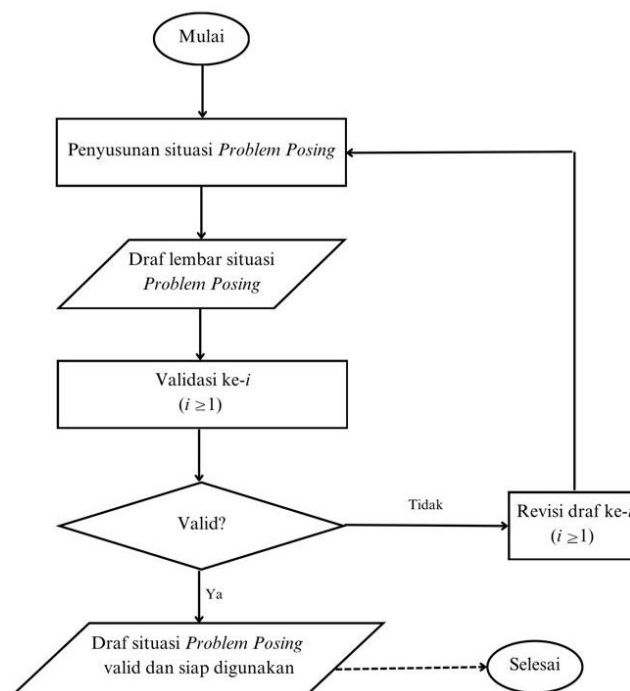 Mulai
Penyusunan situasi Problem Posing
Draf lembar situasi
Problem Posing
Validasi ke-i
(i ≥1)
Valid?
Tidak
Revisi draf ke-i
(i ≥1)
Ya
Draf situasi Problem Posing
valid dan siap digunakan
Selesai